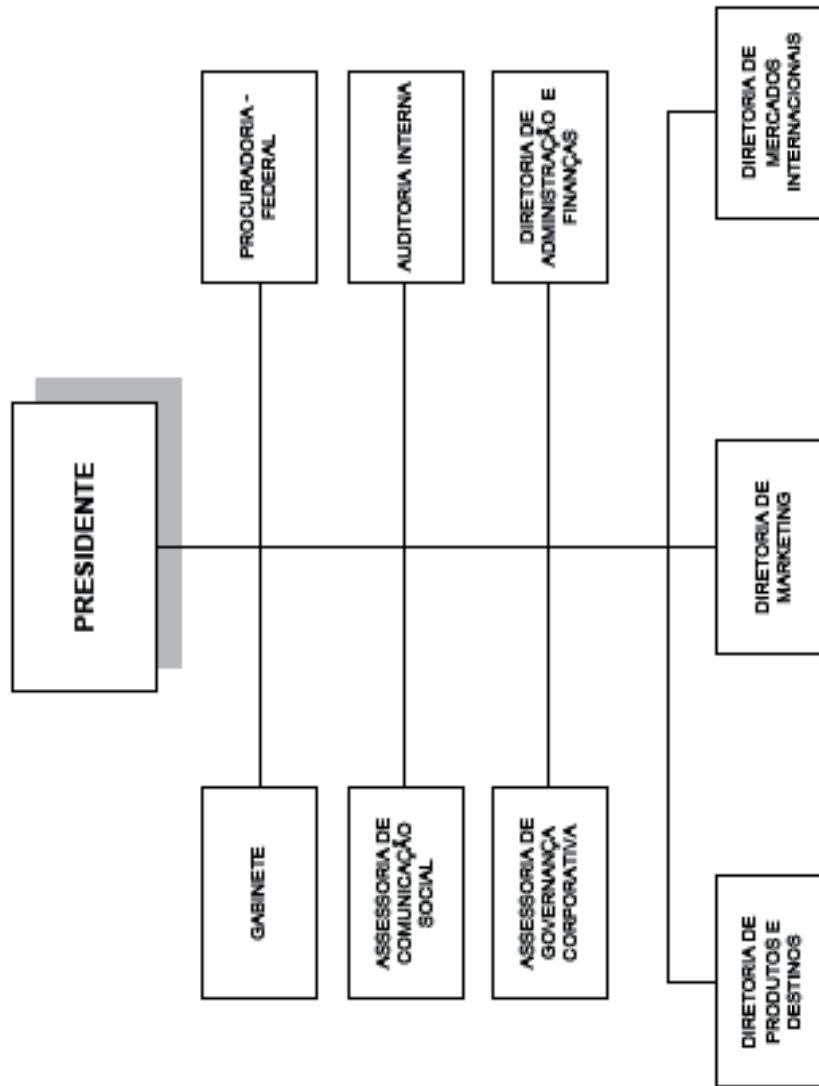 PRESIDENTE
GABINETE
PROCURADORIA -
FEDERAL
ASSESSORIA DE
COMUNICAÇÃO
SOCIAL
AUDITORIA INTERNA
ASSESSORIA DE
GOVERNANÇA
CORPORATIVA
DIRETORIA DE
ADMINISTRAÇÃO E
FINANÇAS
DIRETORIA DE
PRODUTOS E
DESTINOS
DIRETORIA DE
MARKETING
DIRETORIA DE
MERCADOS
INTERNACIONAIS